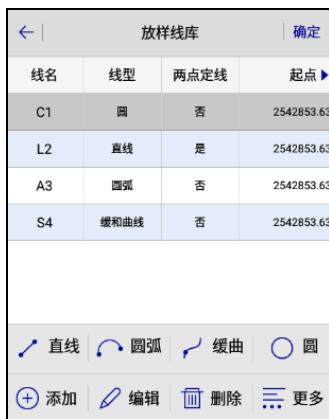 放样线库 确定
线名 线型 两点定线 起点
C1 圆 否 2542853.63
L2 直线 是 2542853.63
A3 圆弧 否 2542853.63
S4 缓和曲线 否 2542853.63
直线 圆弧 缓曲 圆
添加 编辑 删除 更多